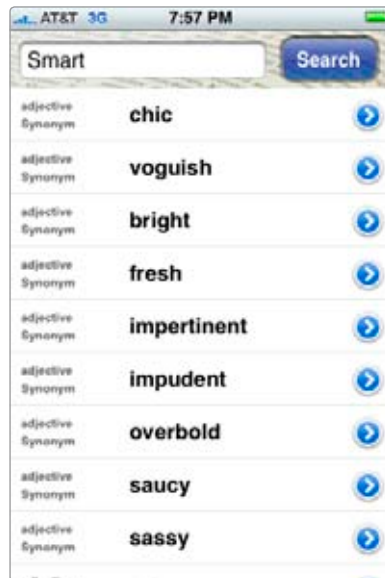 AT&T 3G 7:57 PM
Smart Search
adjective
Synonym chic
adjective
Synonym voguish
adjective
Synonym bright
adjective
Synonym fresh
adjective
Synonym impertinent
adjective
Synonym impudent
adjective
Synonym overbold
adjective
Synonym saucy
adjective
Synonym sassy